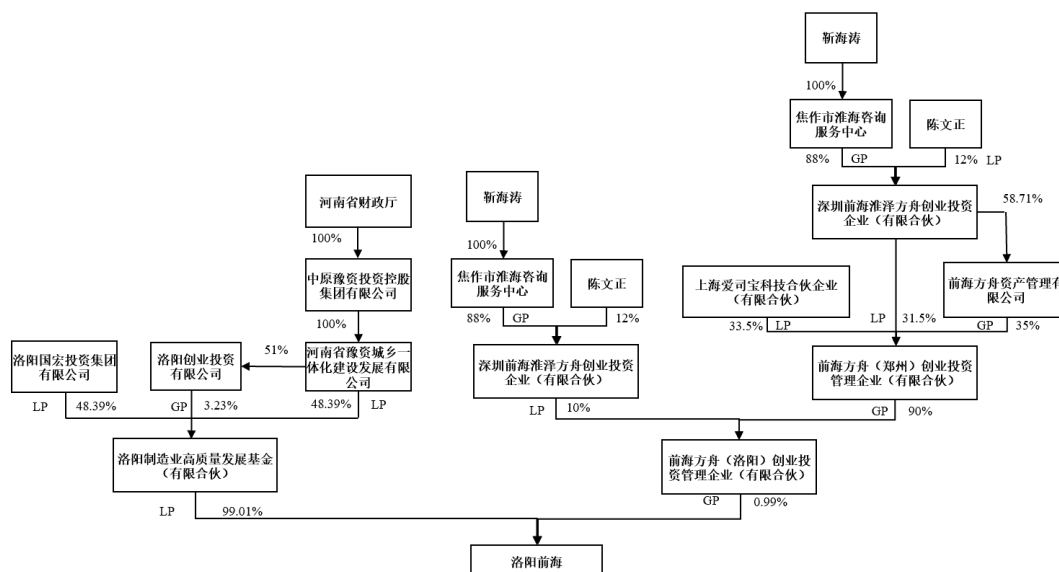 靳海涛
100%
焦作市淮海咨询
服务中心
陈文正
88%
GP
12%
LP
河南省财政厅
靳海涛
深圳前海淮泽方舟创业投资
企业（有限合伙）
58.71%
100%
100%
中原豫资投资控股
集团有限公司
焦作市淮海咨询
服务中心
陈文正
上海爱司宝科技合伙企业
（有限合伙）
前海方舟资产管理有
限公司
100%
88%
GP
12%
33.5%
LP
LP
31.5%
GP
35%
洛阳国宏投资集团
有限公司
洛阳创业投资
有限公司
51%
河南省豫资城乡一
体化建设发展有限
公司
深圳前海淮泽方舟创业投资
企业（有限合伙）
前海方舟（郑州）创业投资
管理企业（有限合伙）
LP
48.39%
GP
3.23%
48.39%
LP
LP
10%
GP
90%
洛阳制造业高质量发展基金
（有限合伙）
前海方舟（洛阳）创业投
资管理企业（有限合伙）
LP
99.01%
GP
0.99%
洛阳前海